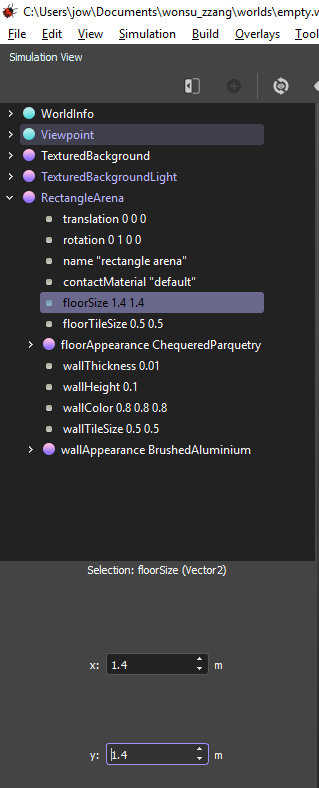 C:\Users\jow\Documents\wonsu_zzang\worlds\empty.w
File Edit View Simulation Build Overlays Tool
Simulation View
WorldInfo
Viewpoint
TexturedBackground
TexturedBackgroundLight
RectangleArena
translation 0 0 0
rotation 0 1 0 0
name "rectangle arena"
contactMaterial "default"
floorSize 1.4 1.4
floorTileSize 0.5 0.5
floorAppearance ChequeredParquetry
wallThickness 0.01
wallHeight 0.1
wallColor 0.8 0.8 0.8
wallTileSize 0.5 0.5
wallAppearance BrushedAluminium
Selection: floorSize (Vector2)
x: 1.4 m
y: 1.4 m